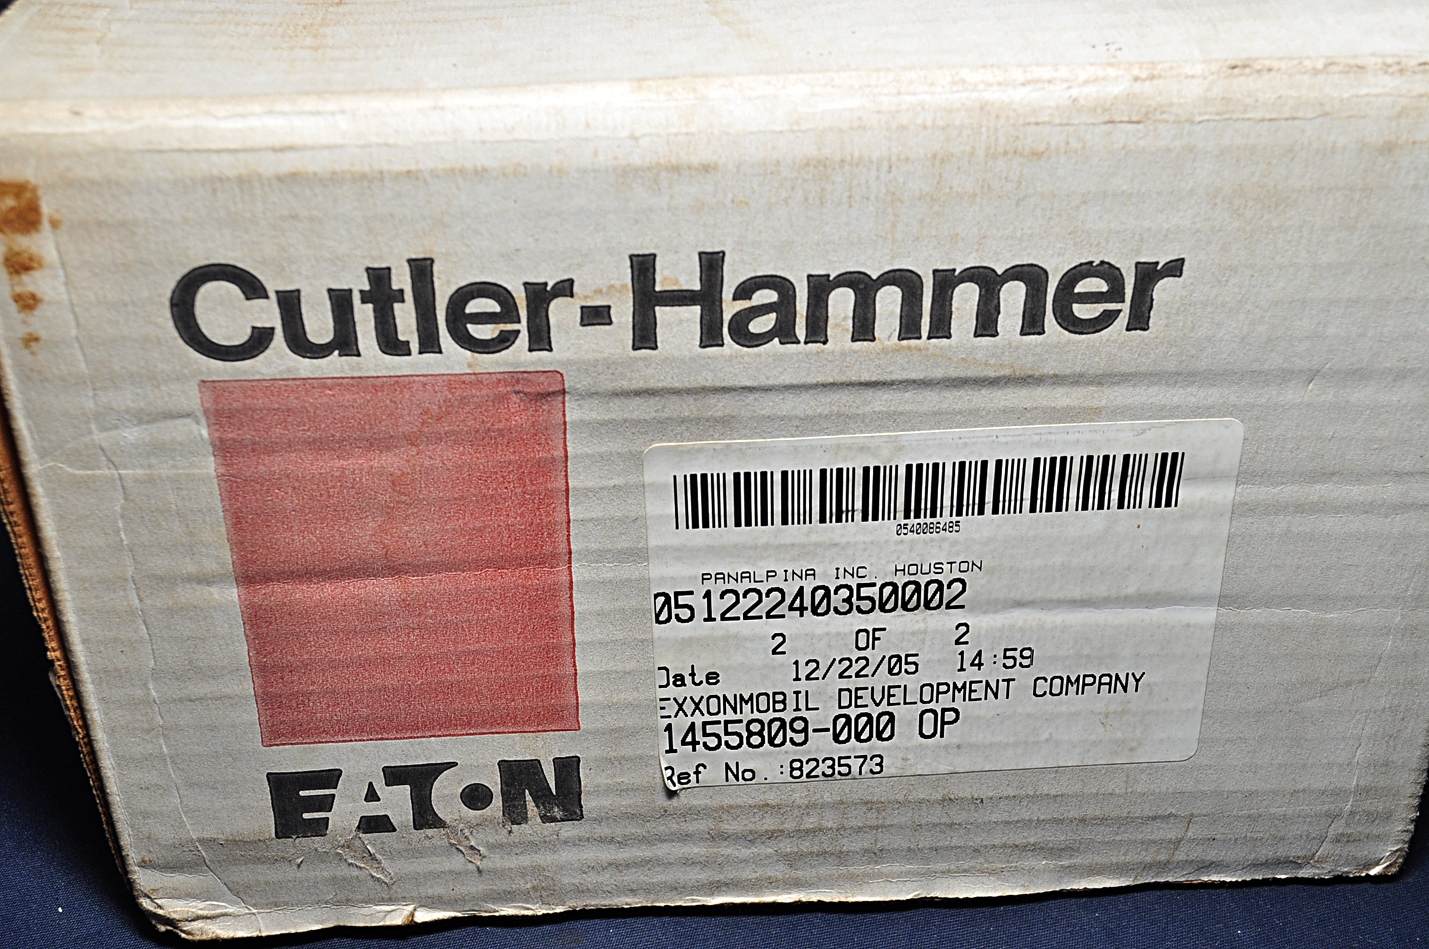 Cutler-Hammer
EATON
0540086485
PANALPINA INC. HOUSTON
05122240350002
2 OF 2
Date 12/22/05 14:59
EXXONMOBIL DEVELOPMENT COMPANY
1455809-000 OP
Ref No.:823573